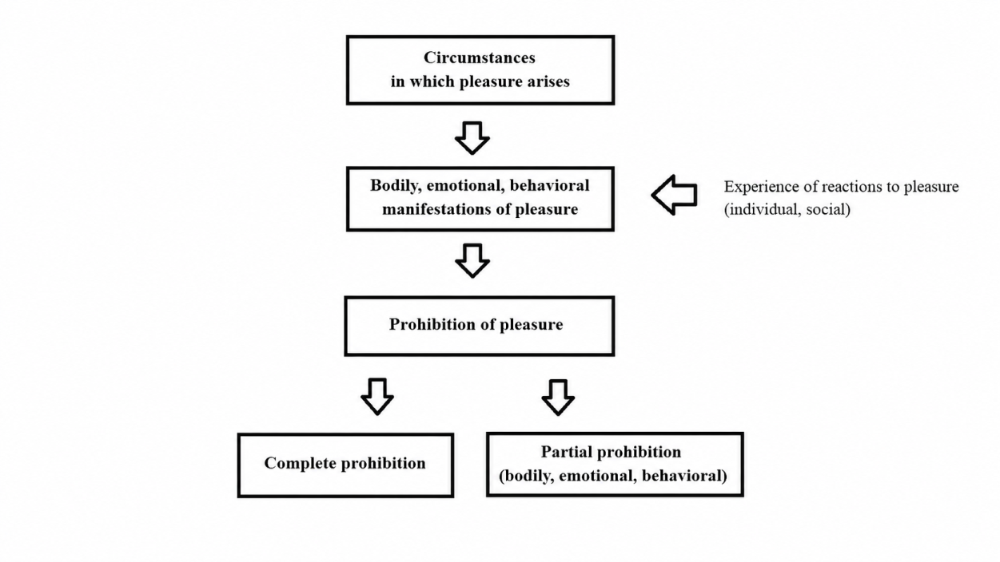 Circumstances
in which pleasure arises
Bodily, emotional, behavioral
manifestations of pleasure
Experience of reactions to pleasure
(individual, social)
Prohibition of pleasure
Complete prohibition
Partial prohibition
(bodily, emotional, behavioral)